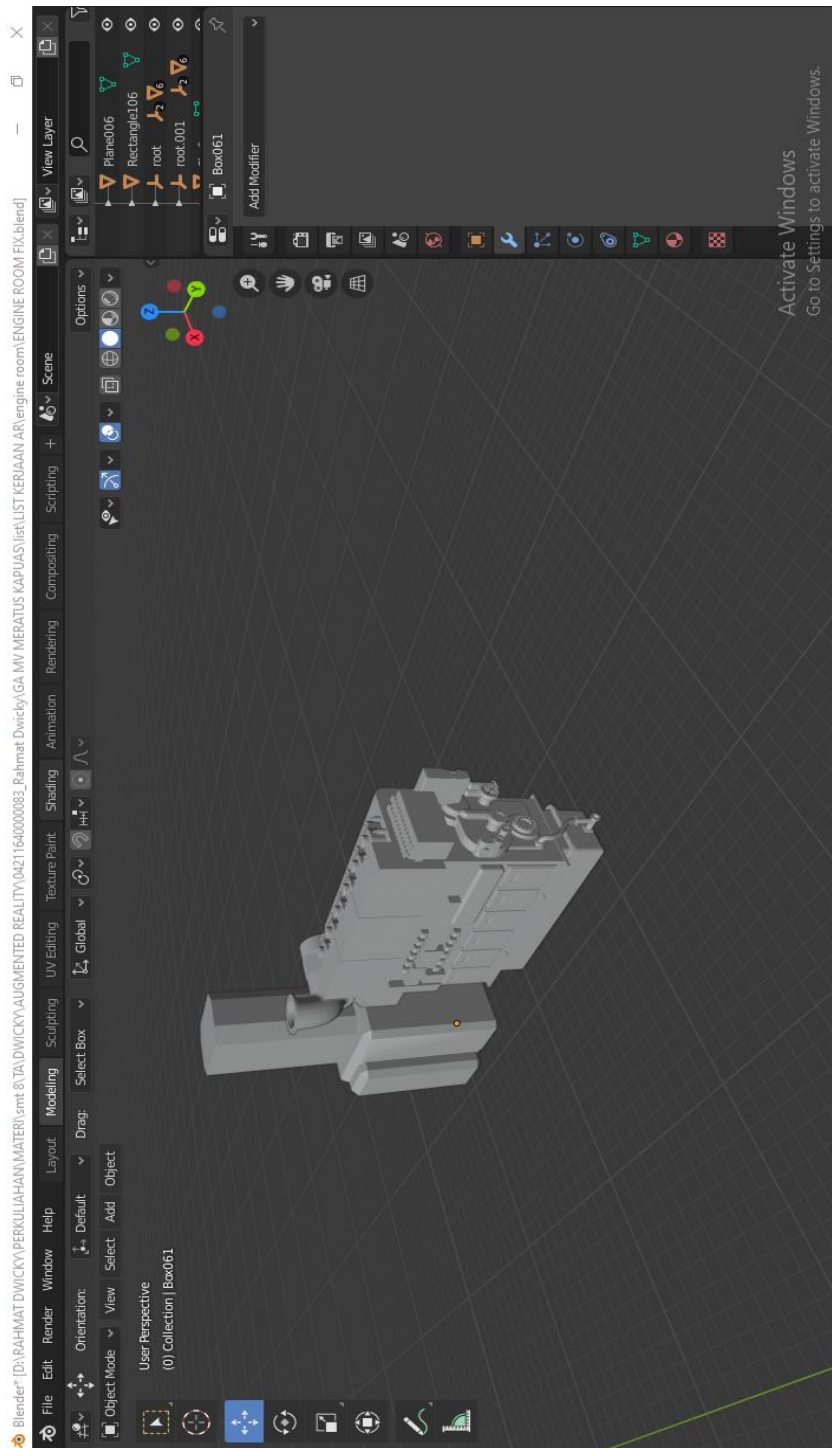 Blender* [D:\RAHMAT DWICKY\PERKULIAHAN\MATERI\smt 8\TA\DWICKY\AUGMENTED REALITY\04211640000083_Rahmat Dwicky\GA MV MERATUS KAPUAS\list\LIST KERJAAN AR\engine room\ENGINE ROOM FIX.blend]
File Edit Render Window Help Layout Modeling Sculpting UV Editing Texture Paint Shading Animation Rendering Compositing Scripting + Scene View Layer
Orientation: Default Drag: Select Box Global Options
Object Mode View Select Add Object
User Perspective
(0) Collection | Box061
X
Y
Z
Plane006
Rectangle106
root 2 6
root.001 2 6
Box061
Add Modifier
Activate Windows
Go to Settings to activate Windows.